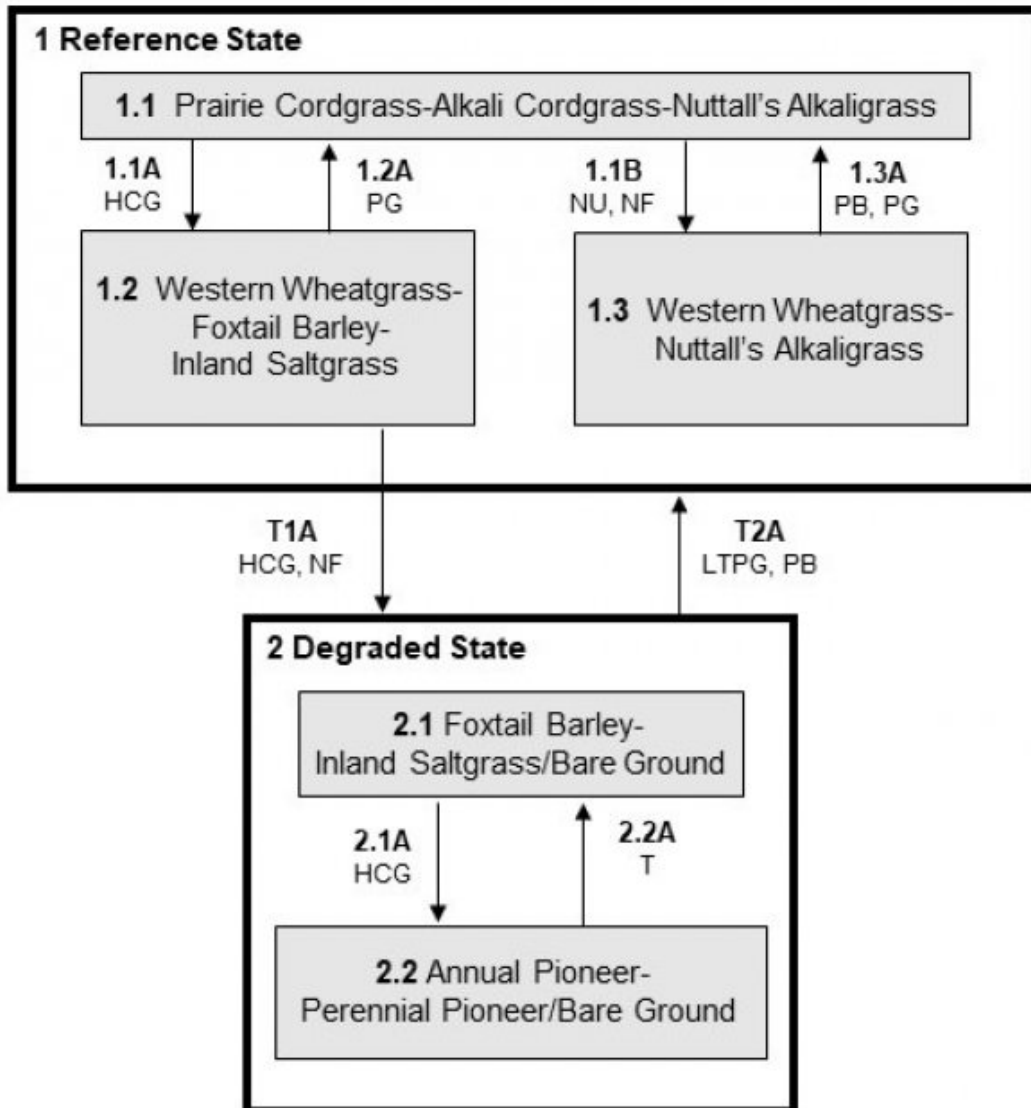 1 Reference State
1.1 Prairie Cordgrass-Alkali Cordgrass-Nuttall's Alkaligrass
1.1A
HCG
1.2A
PG
1.1B
NU, NF
1.3A
PB, PG
1.2 Western Wheatgrass-
Foxtail Barley-
Inland Saltgrass
1.3 Western Wheatgrass-
Nuttall's Alkaligrass
T1A
HCG, NF
T2A
LTPG, PB
2 Degraded State
2.1 Foxtail Barley-
Inland Saltgrass/Bare Ground
2.1A
HCG
2.2A
T
2.2 Annual Pioneer-
Perennial Pioneer/Bare Ground